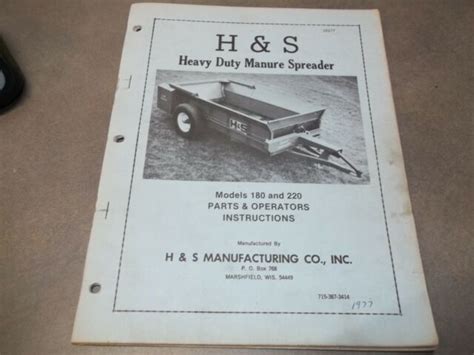 H & S
Heavy Duty Manure Spreader
H&S
Models 180 and 220
PARTS & OPERATORS
INSTRUCTIONS
Manufactured By
H & S MANUFACTURING CO., INC.
P. O. Box 768
MARSHFIELD, WIS. 54449
715-387-3414
1977